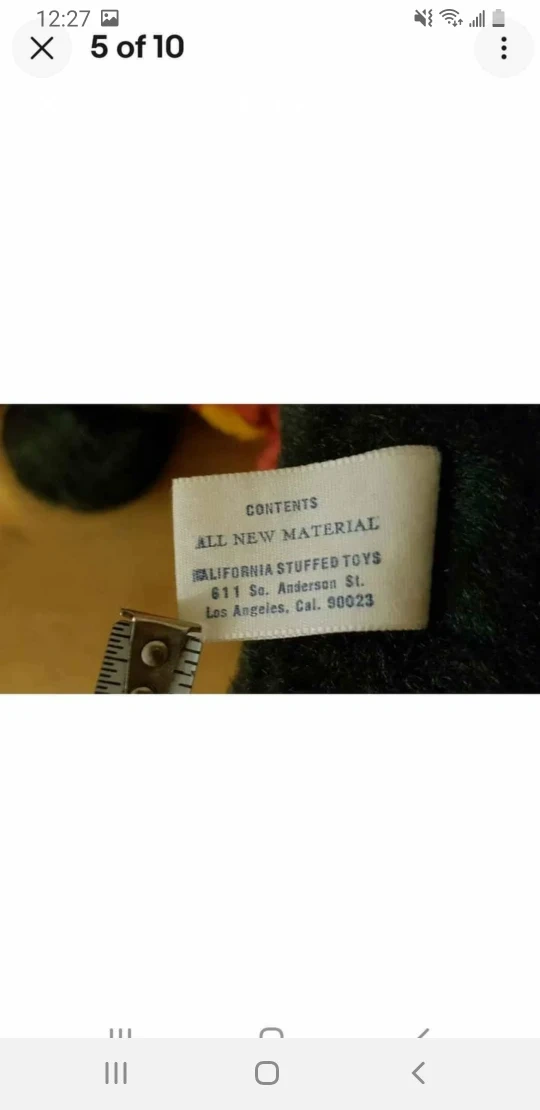 12:27
5 of 10
CONTENTS
ALL NEW MATERIAL
CALIFORNIA STUFFED TOYS
611 So. Anderson St.
Los Angeles, Cal. 90023